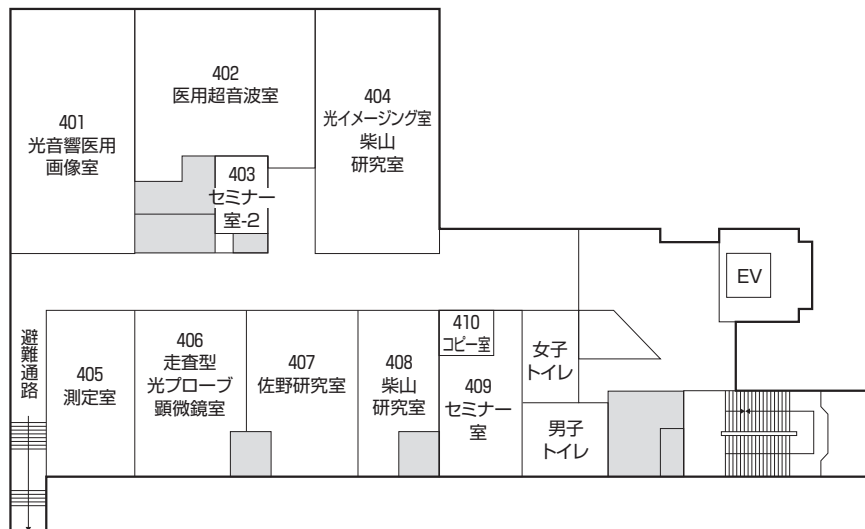 401
光音響医用
画像室
402
医用超音波室
403
セミナー
室-2
404
光イメージング室
柴山
研究室
EV
避難通路
405
測定室
406
走査型
光プローブ
顕微鏡室
407
佐野研究室
408
柴山
研究室
410
コピー室
409
セミナー
室
女子
トイレ
男子
トイレ